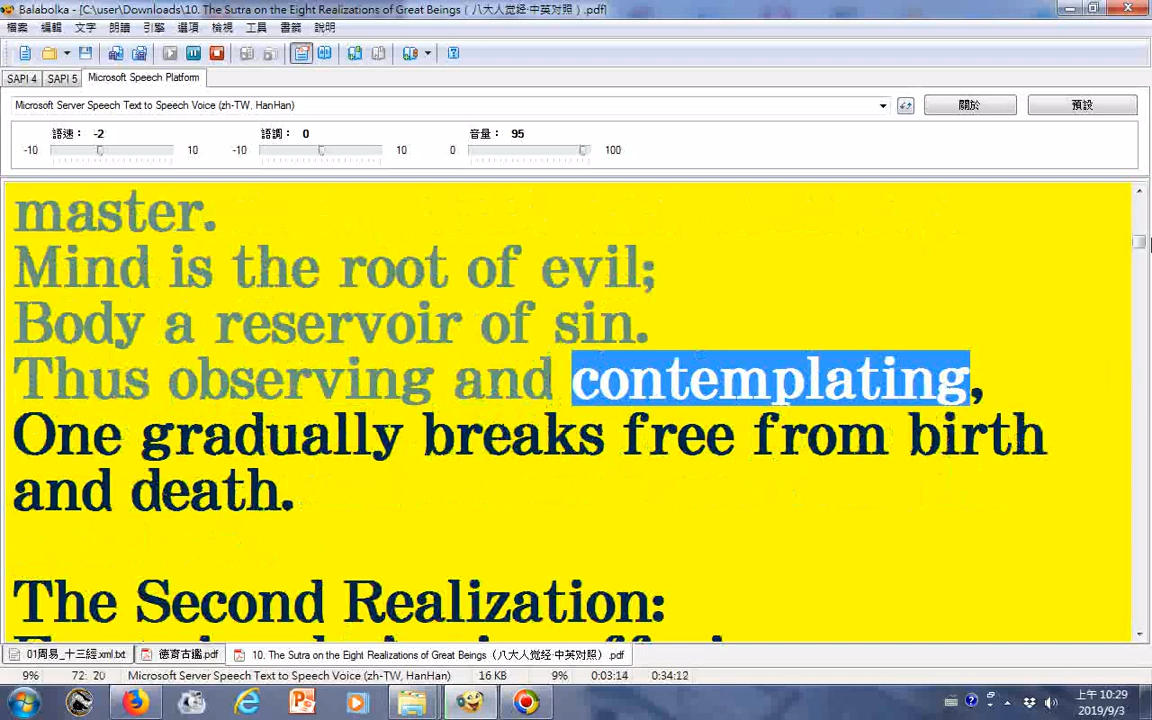 Balabolka - [C:\user\Downloads\10. The Sutra on the Eight Realizations of Great Beings（八大人觉经·中英对照）.pdf]
檔案 編輯 文字 朗讀 引擎 選項 檢視 工具 書籤 說明
SAPI 4 SAPI 5 Microsoft Speech Platform
Microsoft Server Speech Text to Speech Voice (zh-TW, HanHan) 關於 預設
語速： -2 語調： 0 音量： 95
-10 10 -10 10 0 100
master.
Mind is the root of evil;
Body a reservoir of sin.
Thus observing and contemplating,
One gradually breaks free from birth
and death.
The Second Realization:
01周易_十三經.xml.txt 德育古鑑.pdf 10. The Sutra on the Eight Realizations of Great Beings（八大人觉经·中英对照）.pdf
9% 72: 20 Microsoft Server Speech Text to Speech Voice (zh-TW, HanHan) 16 KB 9% 0:03:14 0:34:12
上午 10:29
2019/9/3